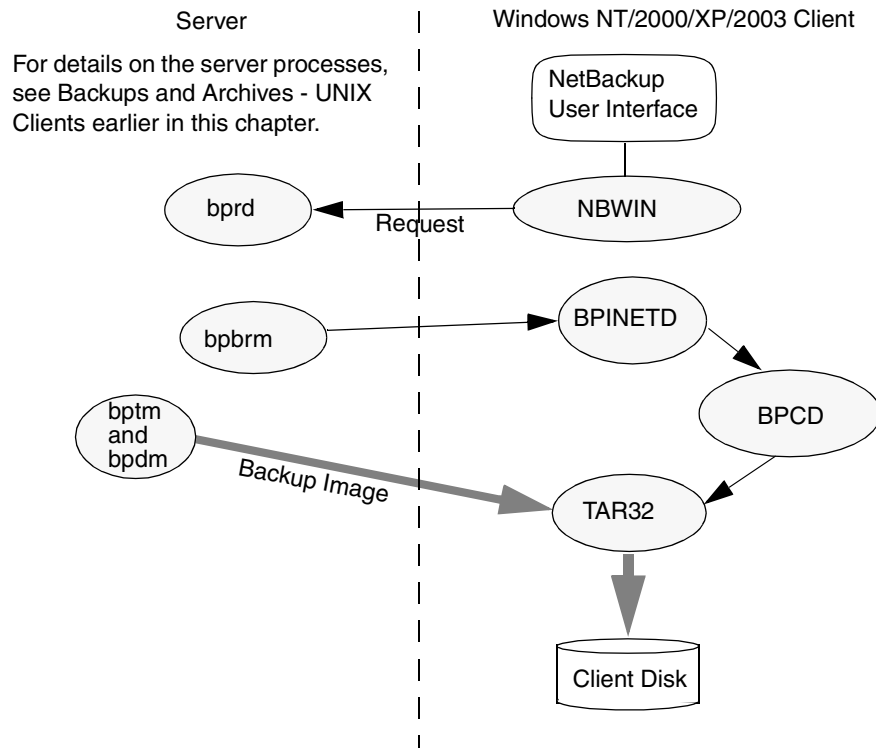 Server
Windows NT/2000/XP/2003 Client
For details on the server processes,
see Backups and Archives - UNIX
Clients earlier in this chapter.
NetBackup
User Interface
bprd
Request
NBWIN
bpbrm
BPINETD
BPCD
bptm
and
bpdm
Backup Image
TAR32
Client Disk